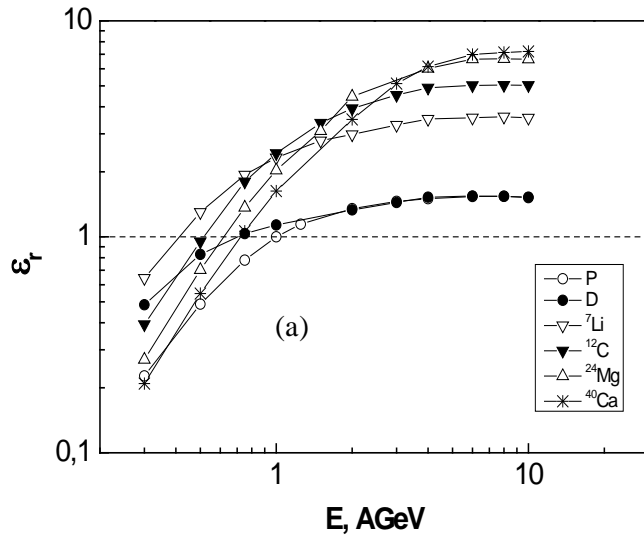 10
1
0,1
ε_r
(a)
P
D
⁷Li
¹²C
²⁴Mg
⁴⁰Ca
1
10
E, AGeV